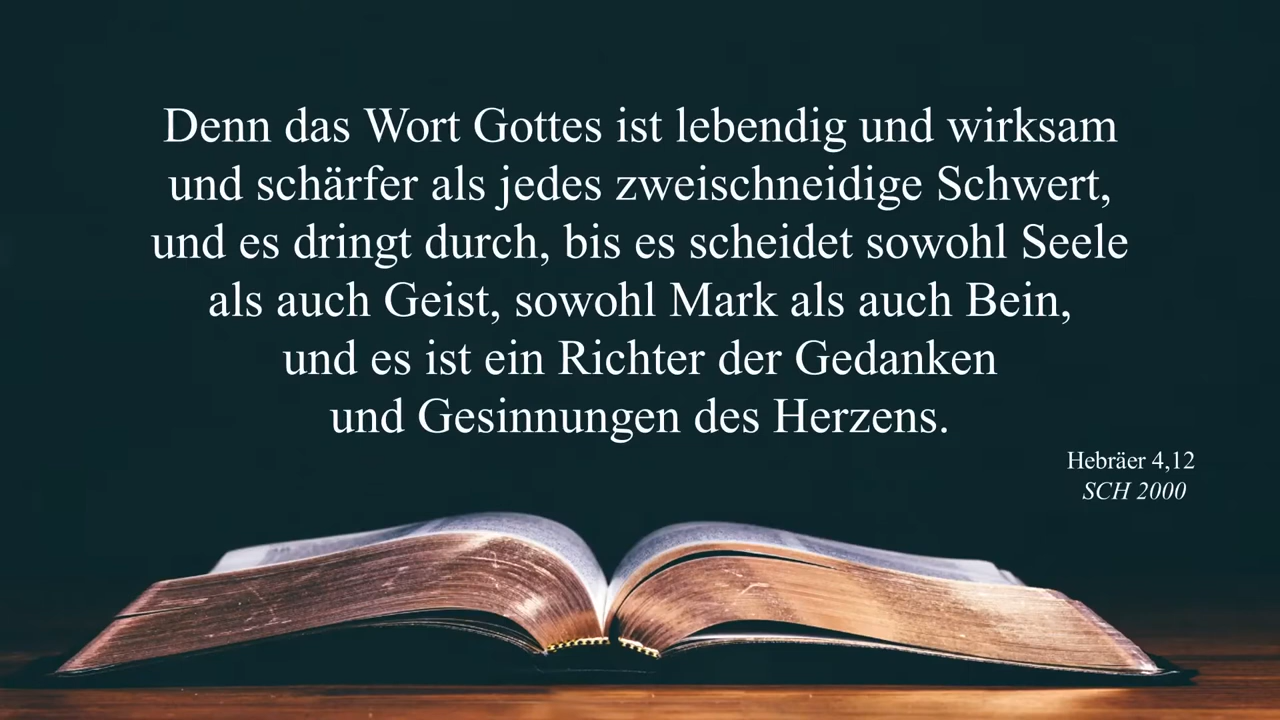 Denn das Wort Gottes ist lebendig und wirksam
und schärfer als jedes zweischneidige Schwert,
und es dringt durch, bis es scheidet sowohl Seele
als auch Geist, sowohl Mark als auch Bein,
und es ist ein Richter der Gedanken
und Gesinnungen des Herzens.
Hebräer 4,12
SCH 2000